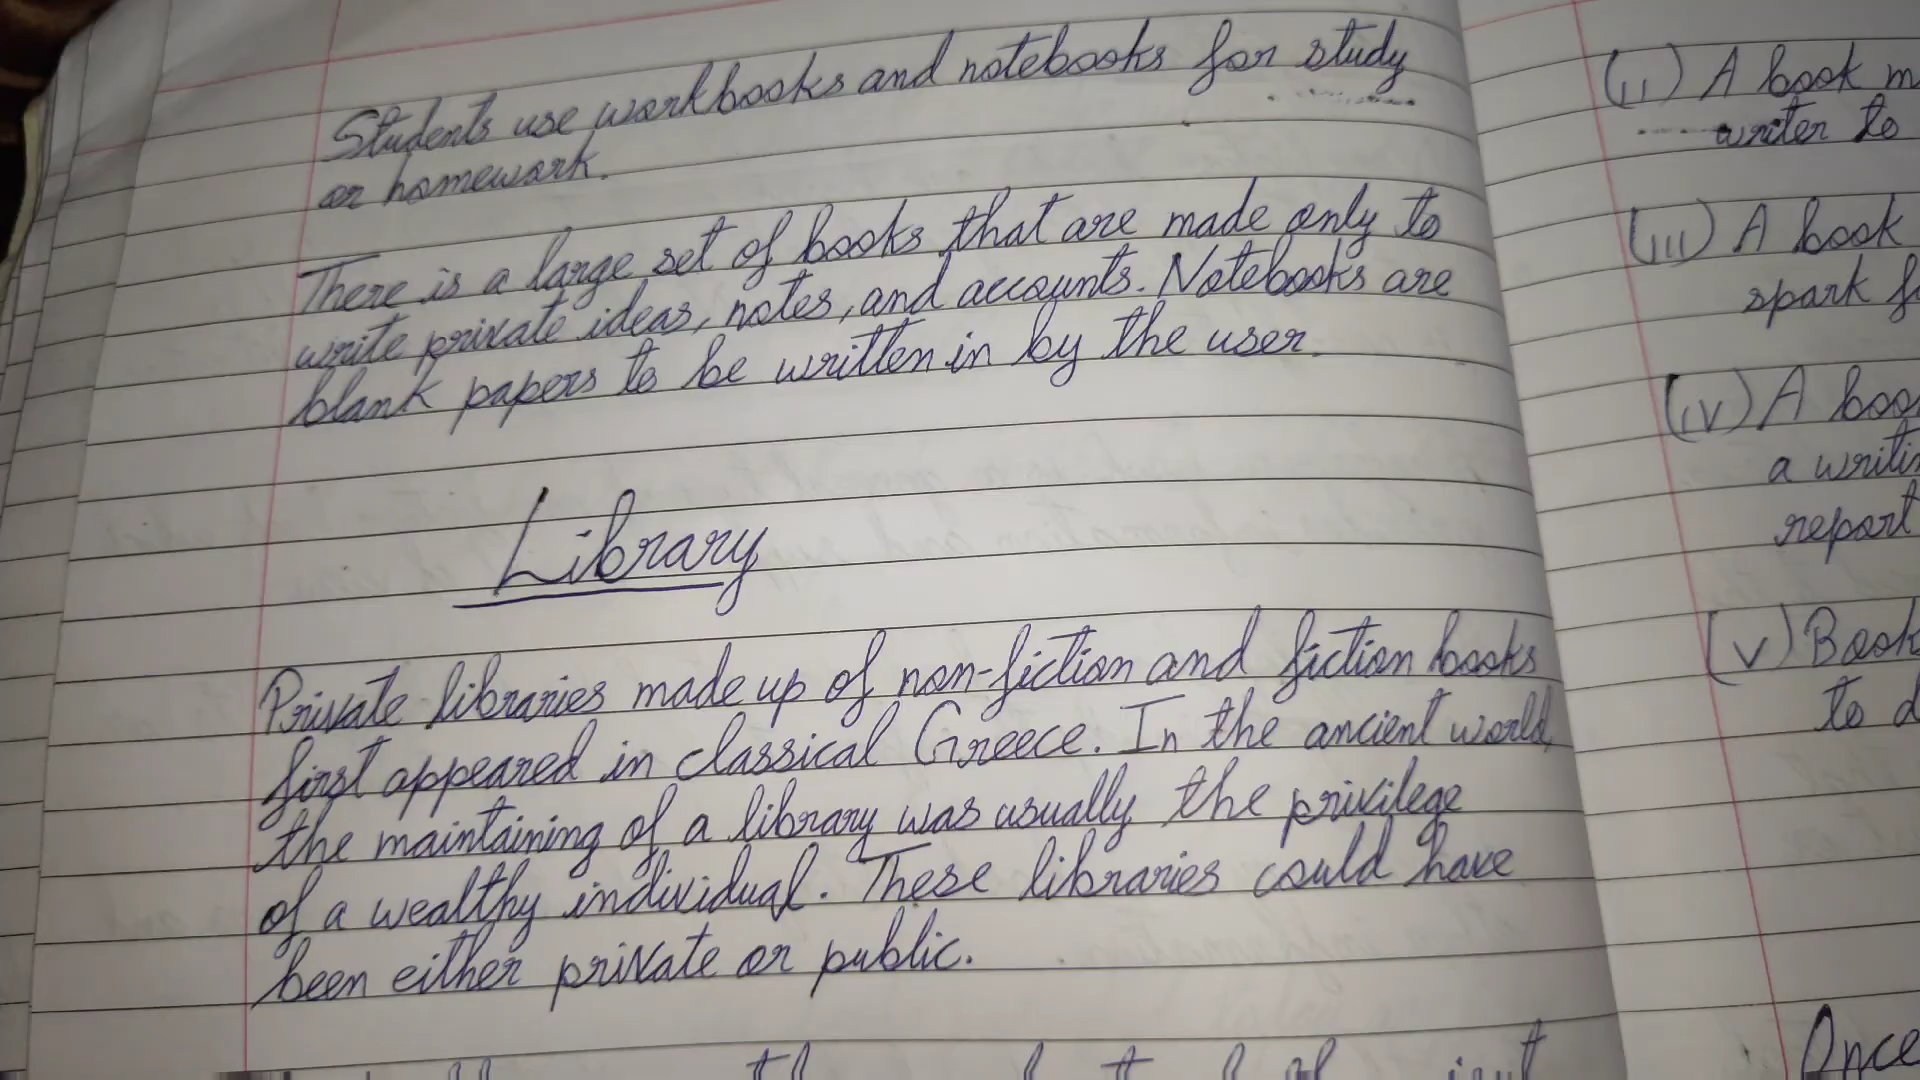 Students use workbooks and notebooks for study
or homework.
There is a large set of books that are made only to
write private ideas, notes, and accounts. Notebooks are
blank papers to be written in by the user.
Library
Private libraries made up of non-fiction and fiction books
first appeared in classical Greece. In the ancient world,
the maintaining of a library was usually the privilege
of a wealthy individual. These libraries could have
been either private or public.
(ii) A book m
writer to
(iii) A book
spark f
(iv) A boo
a writi
report
(v) Book
to d
Once